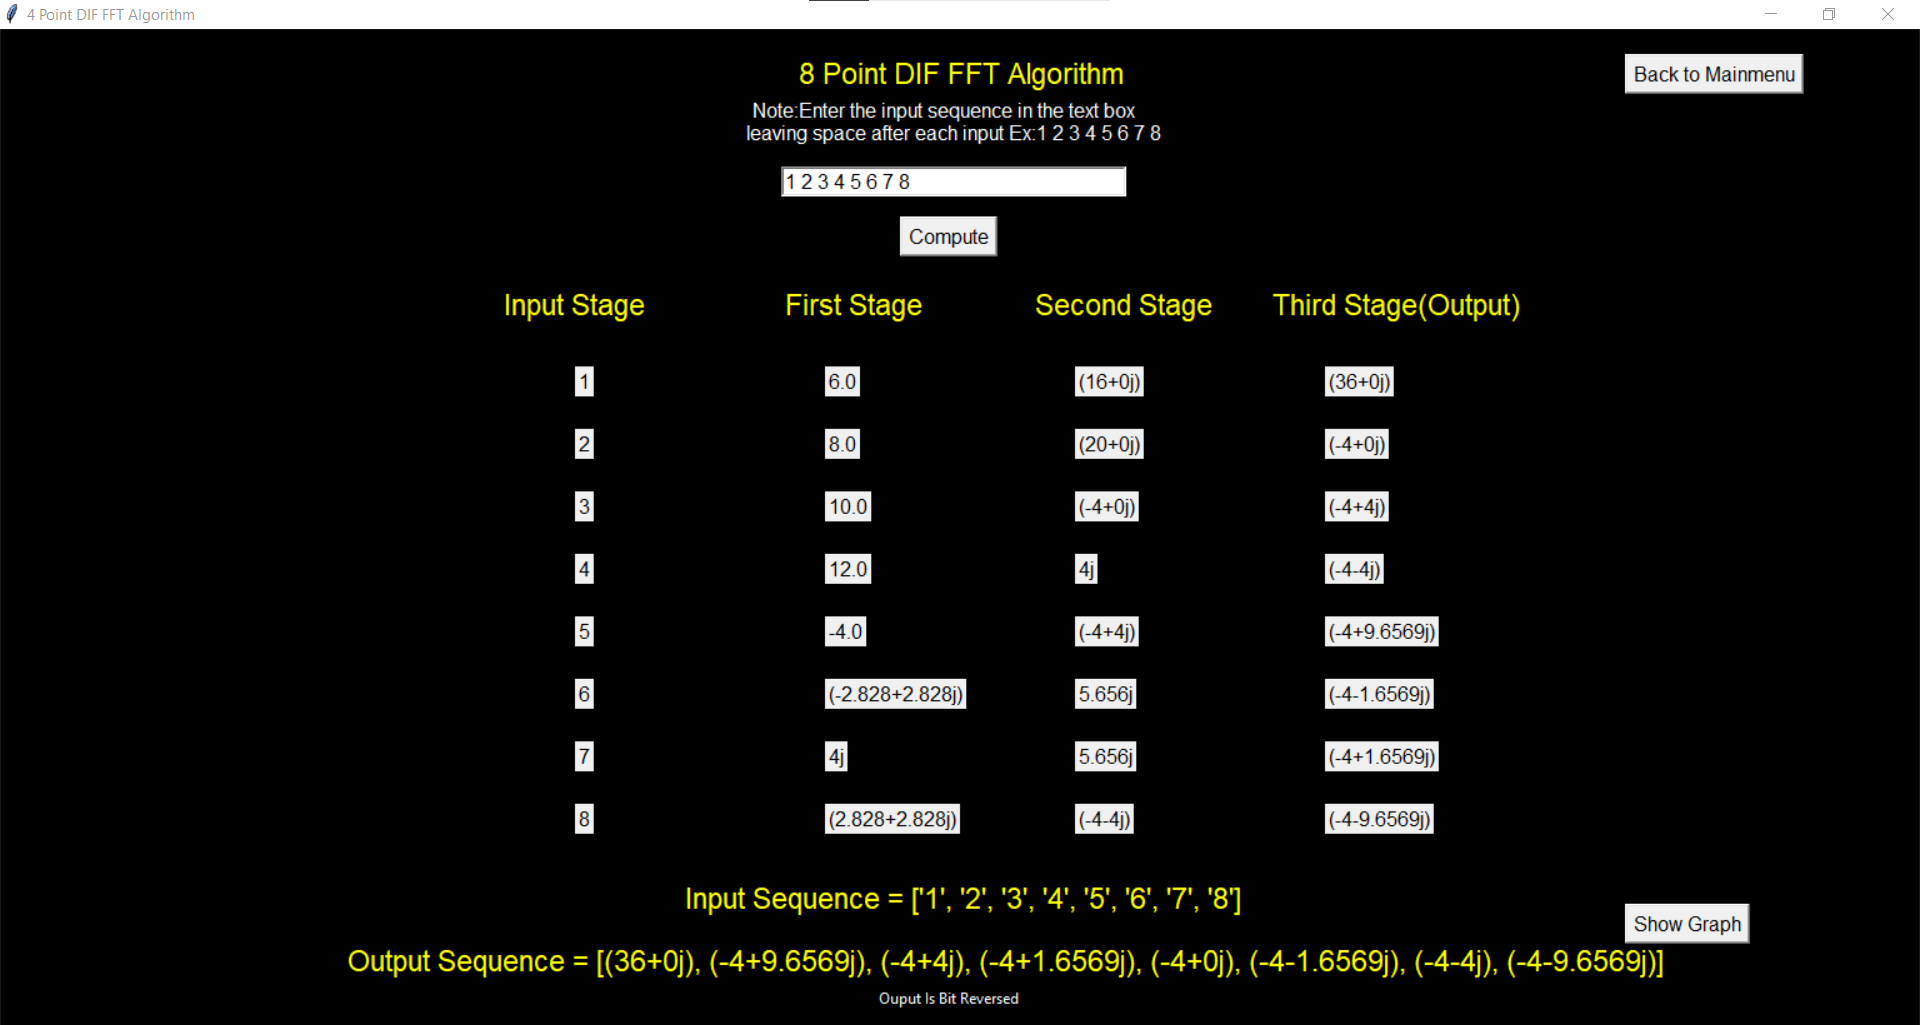 4 Point DIF FFT Algorithm
8 Point DIF FFT Algorithm
Back to Mainmenu
Note:Enter the input sequence in the text box
leaving space after each input Ex:1 2 3 4 5 6 7 8
1 2 3 4 5 6 7 8
Compute
Input Stage First Stage Second Stage Third Stage(Output)
1 6.0 (16+0j) (36+0j)
2 8.0 (20+0j) (-4+0j)
3 10.0 (-4+0j) (-4+4j)
4 12.0 4j (-4-4j)
5 -4.0 (-4+4j) (-4+9.6569j)
6 (-2.828+2.828j) 5.656j (-4-1.6569j)
7 4j 5.656j (-4+1.6569j)
8 (2.828+2.828j) (-4-4j) (-4-9.6569j)
Input Sequence = ['1', '2', '3', '4', '5', '6', '7', '8']
Show Graph
Output Sequence = [(36+0j), (-4+9.6569j), (-4+4j), (-4+1.6569j), (-4+0j), (-4-1.6569j), (-4-4j), (-4-9.6569j)]
Ouput Is Bit Reversed